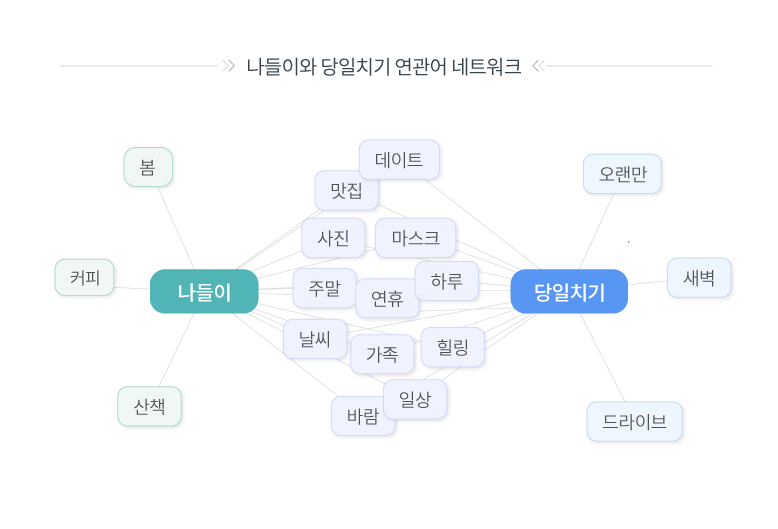 나들이와 당일치기 연관어 네트워크
데이트
봄
오랜만
맛집
사진
마스크
커피
새벽
하루
주말
연휴
나들이
당일치기
날씨
힐링
가족
일상
산책
바람
드라이브